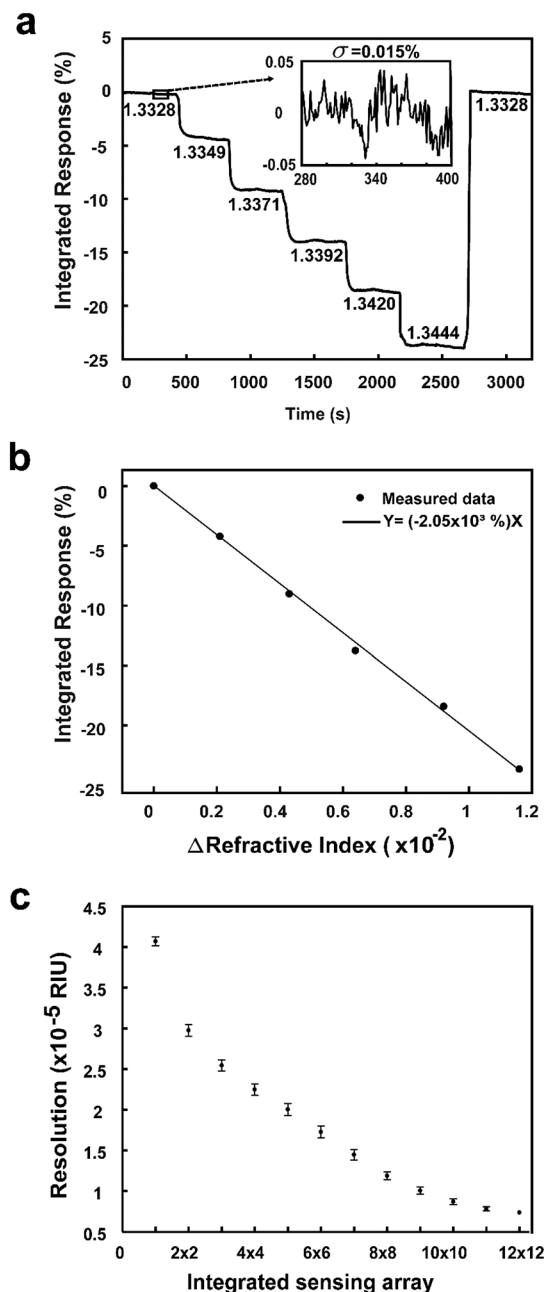 a
Integrated Response (%)
5
0
-5
-10
-15
-20
-25
σ=0.015%
0.05
0
-0.05
280
340
400
1.3328
1.3349
1.3371
1.3392
1.3420
1.3444
1.3328
0 500 1000 1500 2000 2500 3000
Time (s)
b
Integrated Response (%)
0
-5
-10
-15
-20
-25
Measured data
Y= (-2.05x10³ %)X
0 0.2 0.4 0.6 0.8 1 1.2
ΔRefractive Index ( x10⁻²)
c
Resolution (x10⁻⁵ RIU)
4.5
4
3.5
3
2.5
2
1.5
1
0.5
0 2x2 4x4 6x6 8x8 10x10 12x12
Integrated sensing array